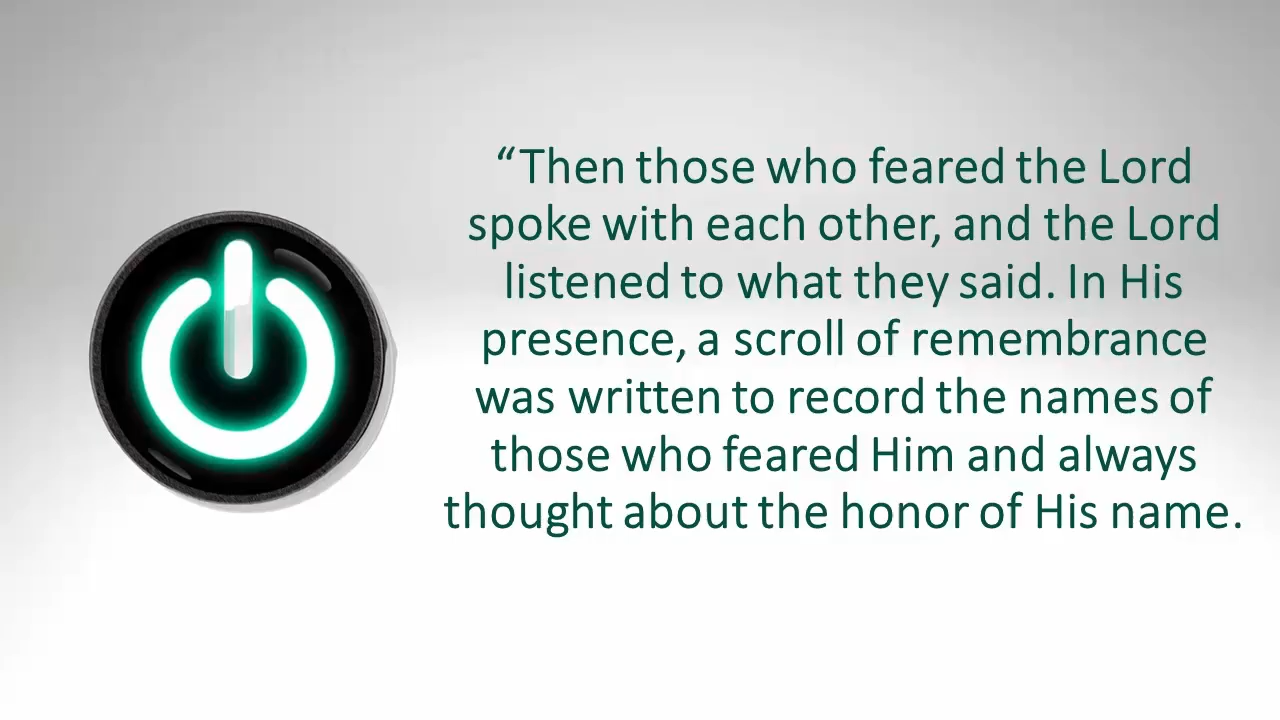 “Then those who feared the Lord
spoke with each other, and the Lord
listened to what they said. In His
presence, a scroll of remembrance
was written to record the names of
those who feared Him and always
thought about the honor of His name.